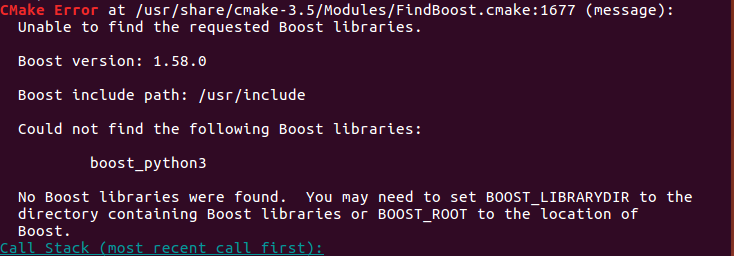 CMake Error at /usr/share/cmake-3.5/Modules/FindBoost.cmake:1677 (message):
Unable to find the requested Boost libraries.
Boost version: 1.58.0
Boost include path: /usr/include
Could not find the following Boost libraries:
boost_python3
No Boost libraries were found.  You may need to set BOOST_LIBRARYDIR to the
directory containing Boost libraries or BOOST_ROOT to the location of
Boost.
Call Stack (most recent call first):